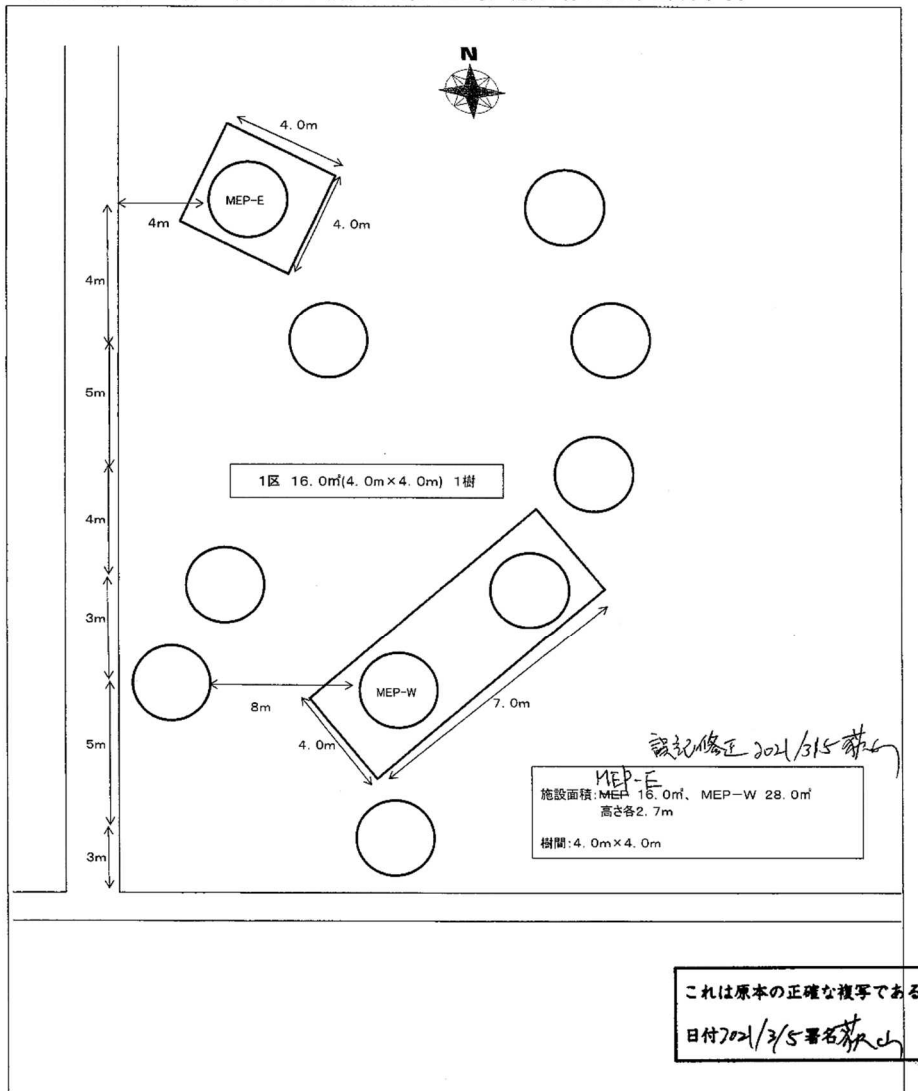 N
4. 0m
MEP-E
4m
4. 0m
4m
5m
1区 16. 0㎡(4. 0m×4. 0m) 1樹
4m
3m
8m
MEP-W
7. 0m
4. 0m
5m
誤記修正 2021/3/5
MEP-E
施設面積:MEP 16. 0㎡、 MEP-W 28. 0㎡
高さ各2. 7m
樹間:4. 0m×4. 0m
3m
これは原本の正確な複写である
日付2021/3/5 署名